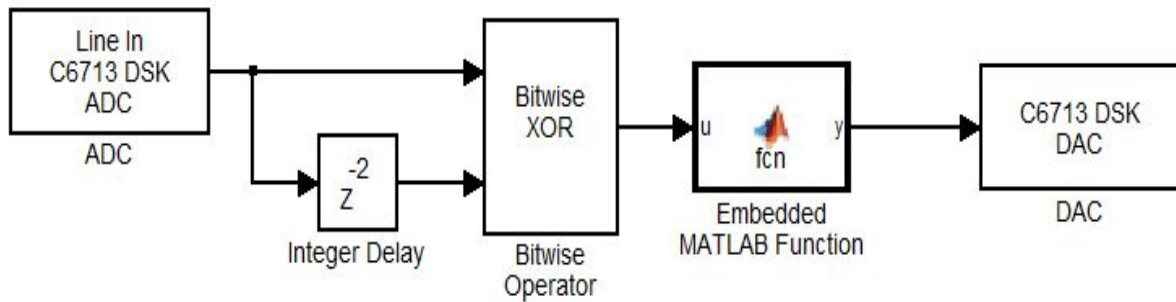 Line In
C6713 DSK
ADC
ADC
-2
Z
Integer Delay
Bitwise
XOR
Bitwise
Operator
u
fcn
y
Embedded
MATLAB Function
C6713 DSK
DAC
DAC